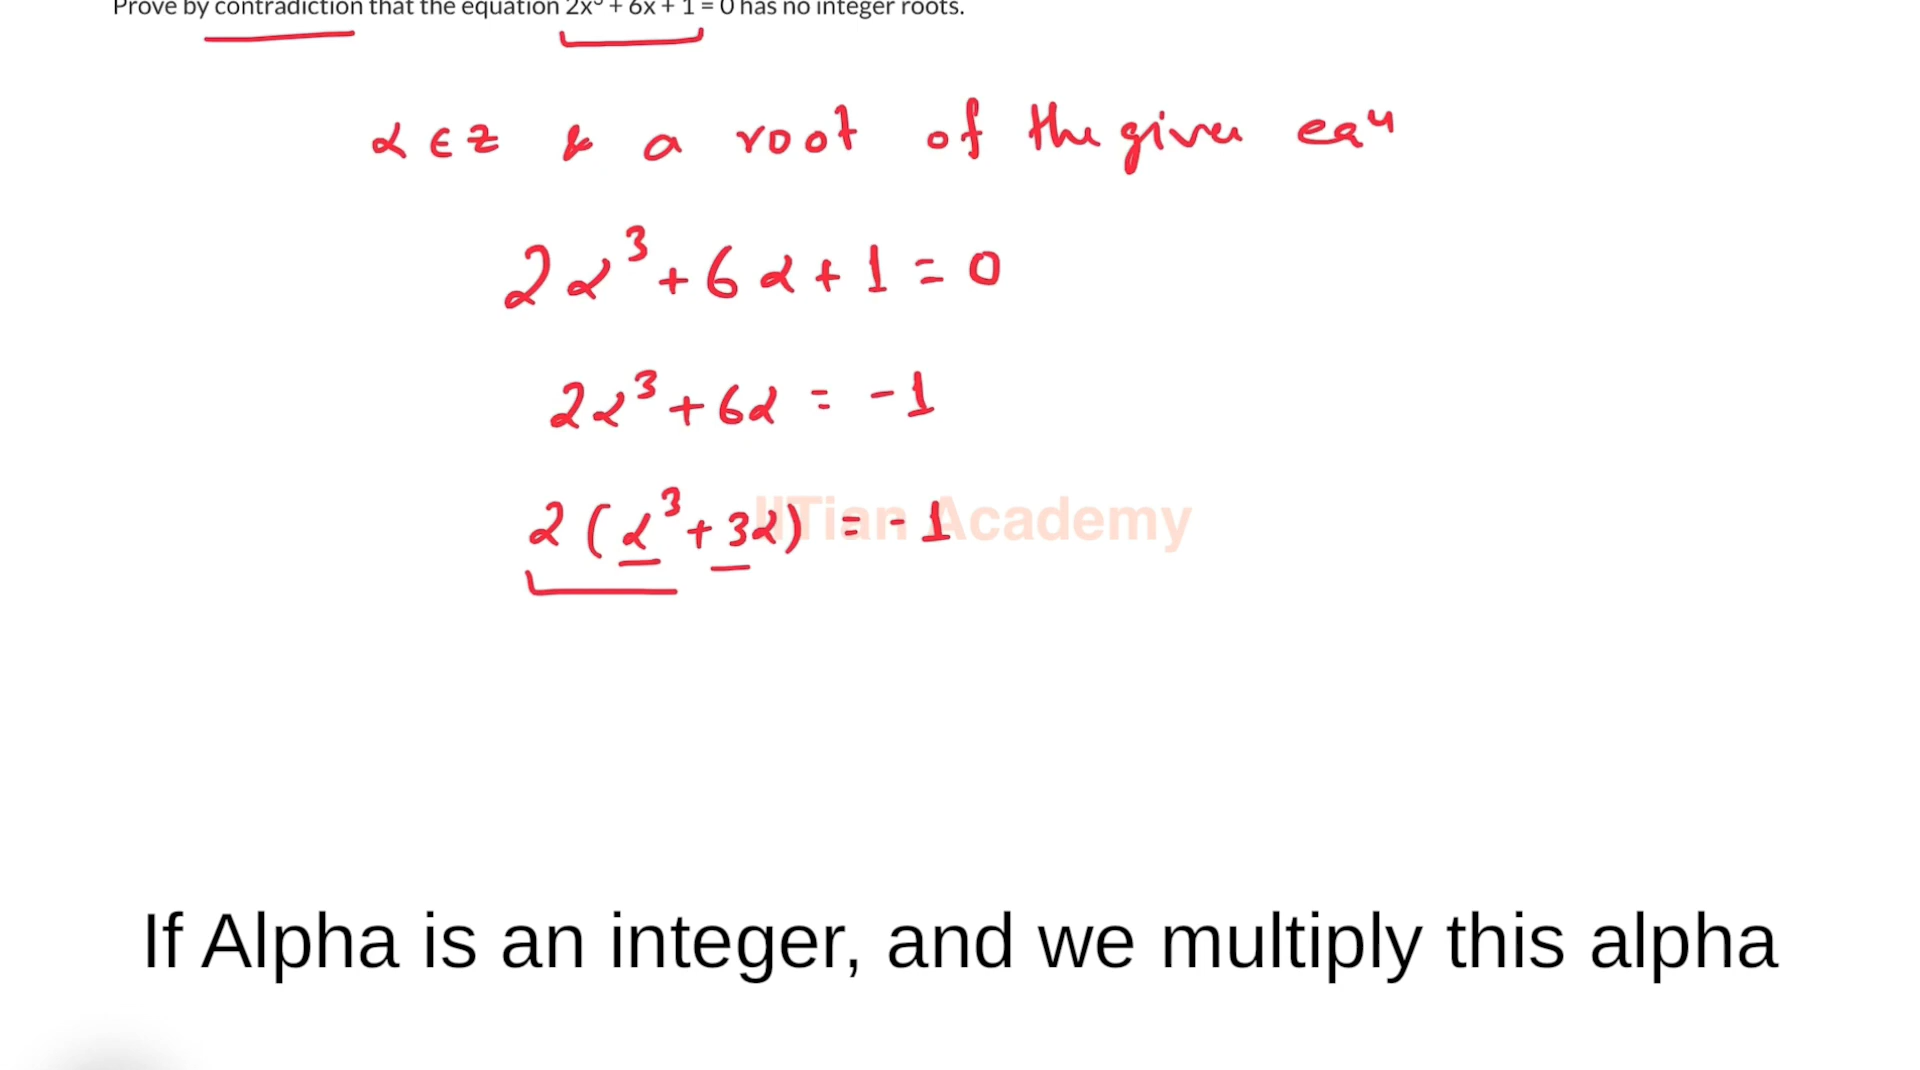 Prove by contradiction that the equation 2x³ + 6x + 1 = 0 has no integer roots.
α ∈ Z & a root of the given eqn
2α³ + 6α + 1 = 0
2α³ + 6α = -1
2(α³ + 3α) = -1
IITian Academy
If Alpha is an integer, and we multiply this alpha